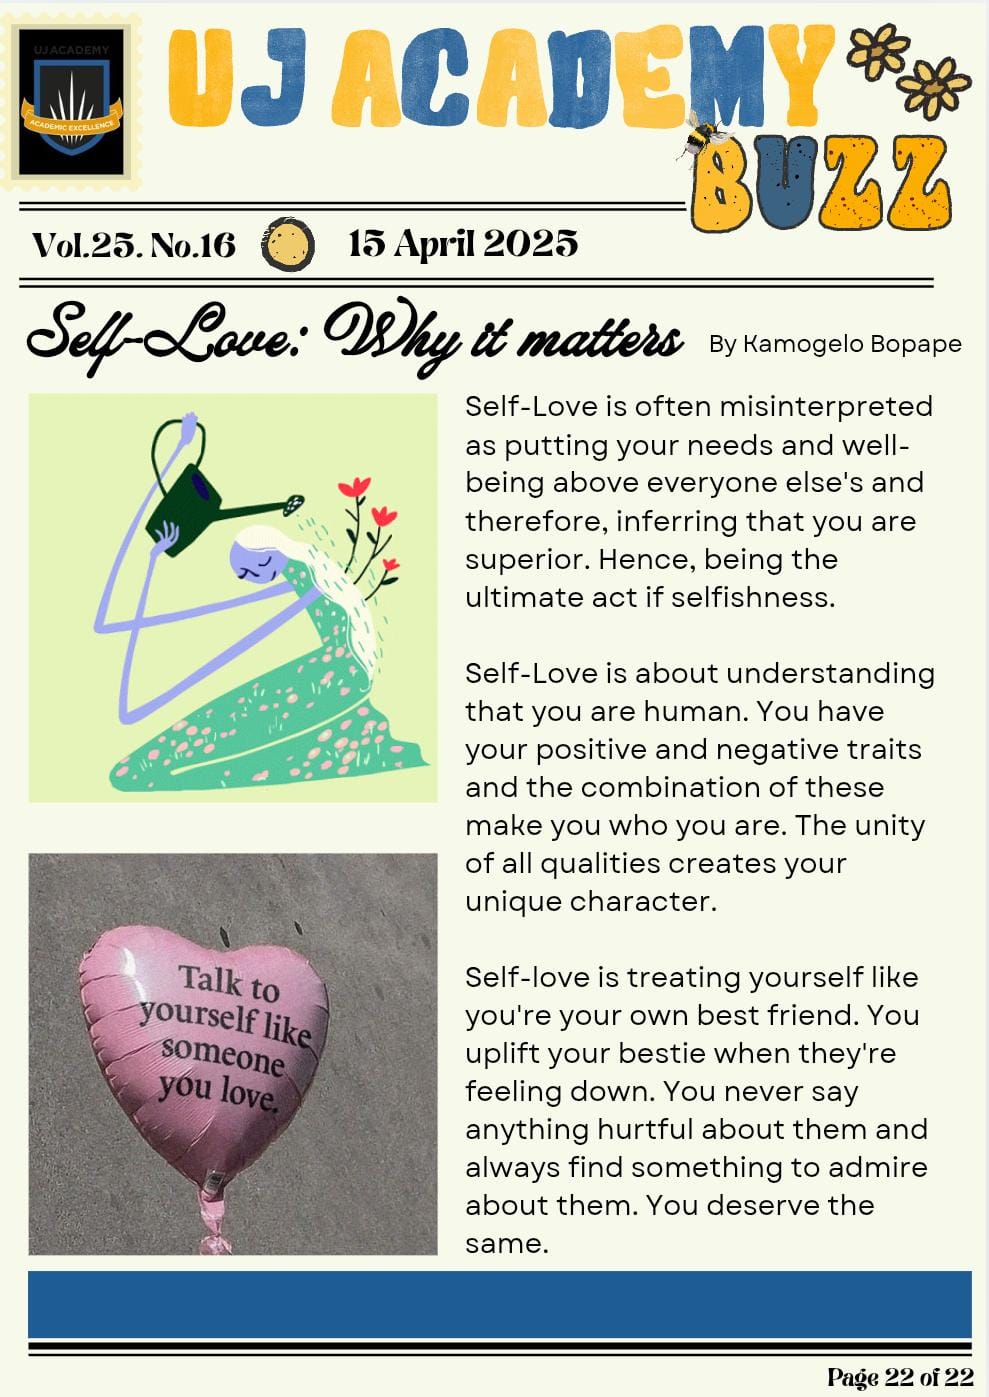 UJ ACADEMY
ACADEMIC EXCELLENCE
UJ ACADEMY
BUZZ
Vol.25. No.16
15 April 2025
Self-Love: Why it matters
By Kamogelo Bopape
Self-Love is often misinterpreted
as putting your needs and well-
being above everyone else's and
therefore, inferring that you are
superior. Hence, being the
ultimate act if selfishness.
Self-Love is about understanding
that you are human. You have
your positive and negative traits
and the combination of these
make you who you are. The unity
of all qualities creates your
unique character.
Self-love is treating yourself like
you're your own best friend. You
uplift your bestie when they're
feeling down. You never say
anything hurtful about them and
always find something to admire
about them. You deserve the
same.
Talk to
yourself like
someone
you love.
Page 22 of 22